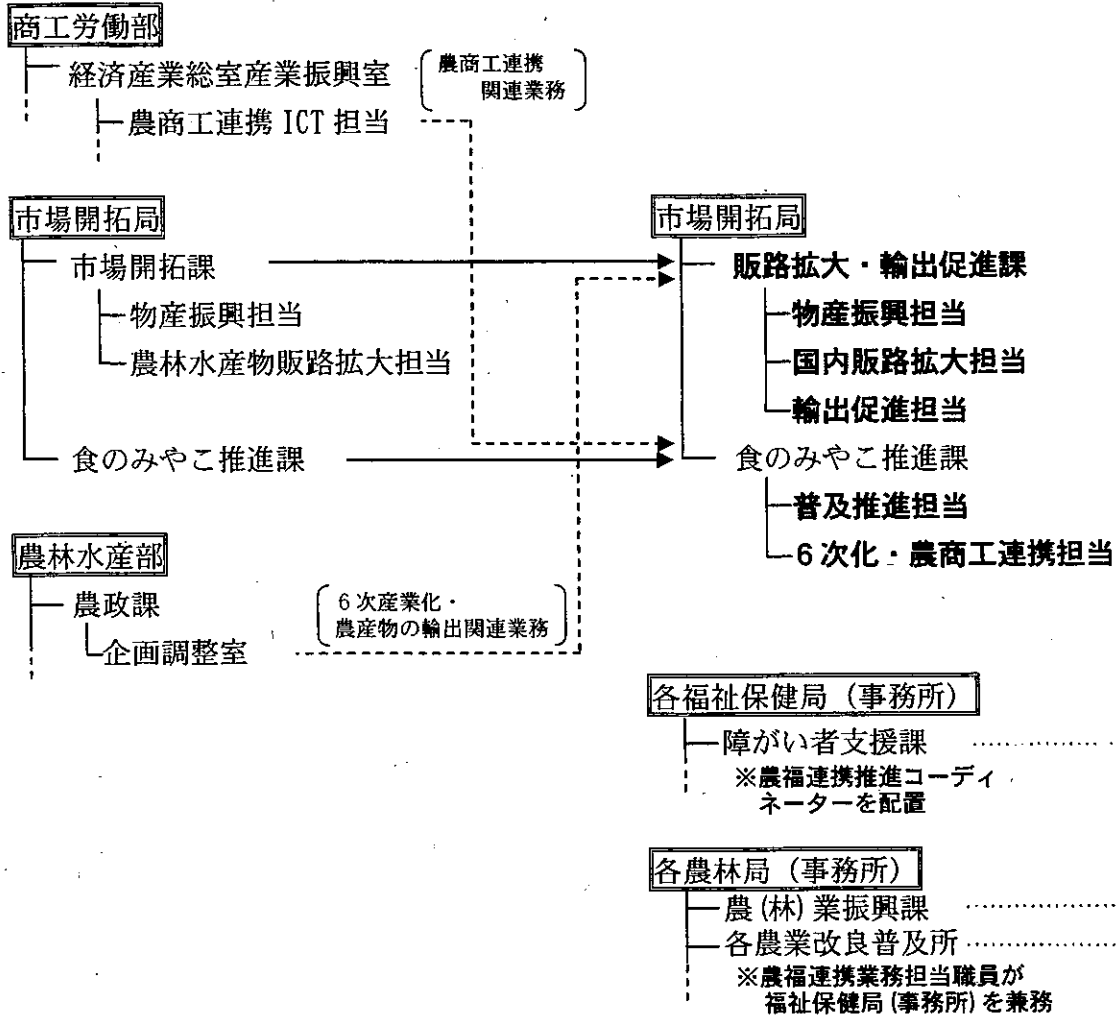 商工労働部
経済産業総室産業振興室
農商工連携
関連業務
農商工連携 ICT 担当
市場開拓局
市場開拓課
物産振興担当
農林水産物販路拡大担当
食のみやこ推進課
農林水産部
農政課
企画調整室
6次産業化・
農産物の輸出関連業務
市場開拓局
販路拡大・輸出促進課
物産振興担当
国内販路拡大担当
輸出促進担当
食のみやこ推進課
普及推進担当
6次化・農商工連携担当
各福祉保健局（事務所）
障がい者支援課 ……………
※農福連携推進コーディ
ネーターを配置
各農林局（事務所）
農(林)業振興課 ……………
各農業改良普及所 ……………
※農福連携業務担当職員が
福祉保健局(事務所)を兼務